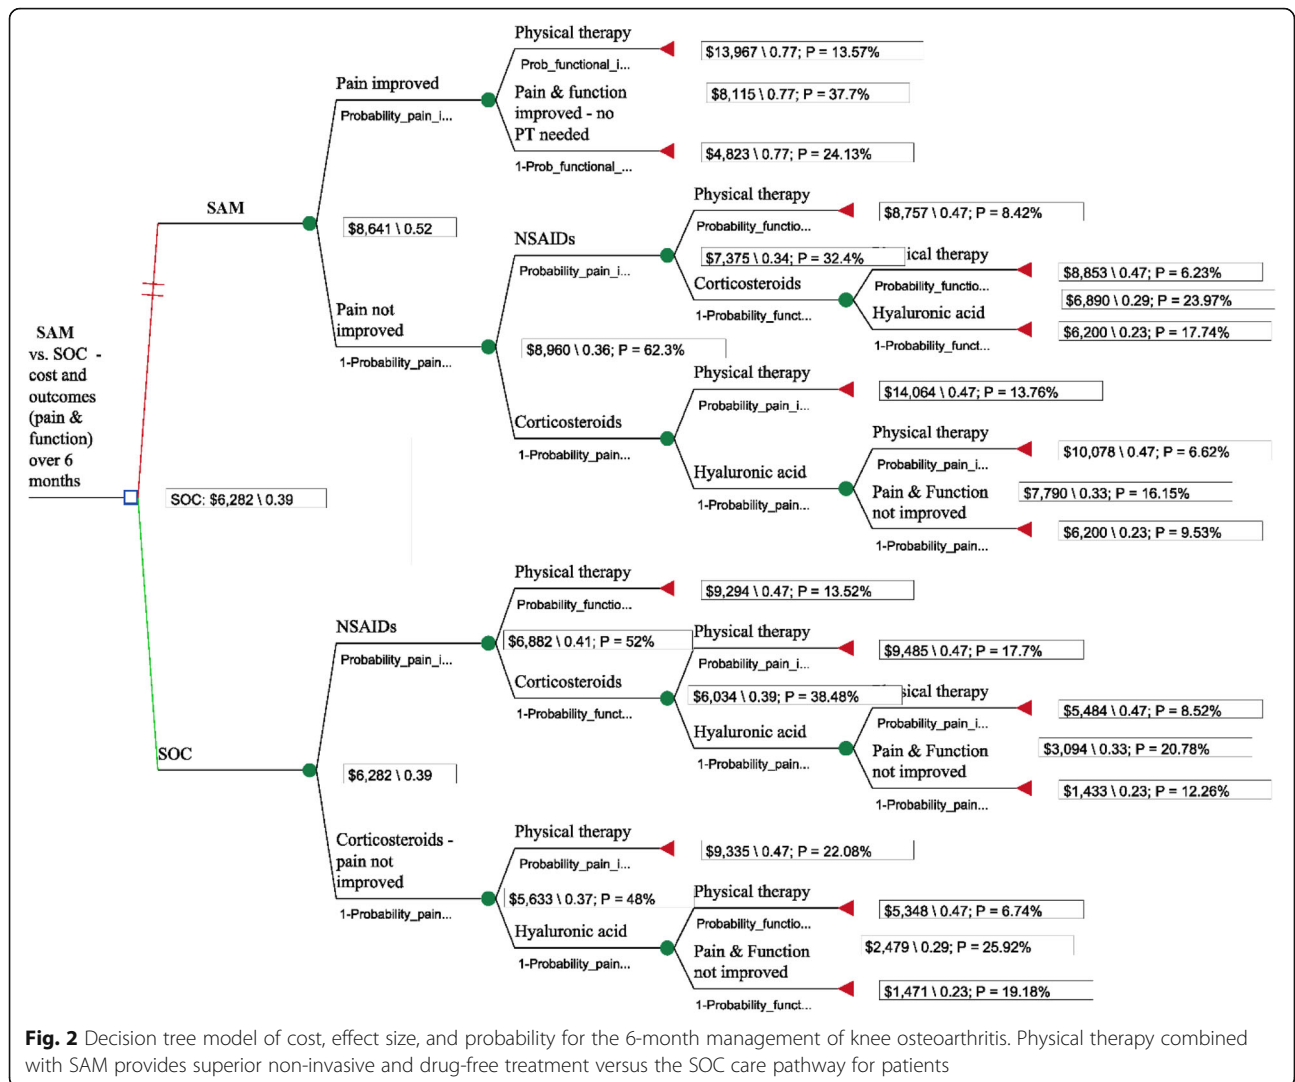 Physical therapy
$13,967 \ 0.77; P = 13.57%
Prob_functional_i...
Pain improved
Pain & function
improved - no
PT needed
$8,115 \ 0.77; P = 37.7%
Probability_pain_i...
$4,823 \ 0.77; P = 24.13%
1-Prob_functional_...
SAM
$8,641 \ 0.52
Physical therapy
$8,757 \ 0.47; P = 8.42%
Probability_functio...
NSAIDs
$7,375 \ 0.34; P = 32.4%
Probability_pain_i...
Corticosteroids
1-Probability_funct...
sical therapy
$8,853 \ 0.47; P = 6.23%
Probability_functio...
$6,890 \ 0.29; P = 23.97%
Hyaluronic acid
$6,200 \ 0.23; P = 17.74%
1-Probability_funct...
Pain not
improved
1-Probability_pain...
$8,960 \ 0.36; P = 62.3%
Physical therapy
$14,064 \ 0.47; P = 13.76%
Probability_pain_i...
Corticosteroids
1-Probability_pain...
Hyaluronic acid
1-Probability_pain...
Physical therapy
$10,078 \ 0.47; P = 6.62%
Probability_pain_i...
Pain & Function
not improved
$7,790 \ 0.33; P = 16.15%
$6,200 \ 0.23; P = 9.53%
1-Probability_pain...
SAM
vs. SOC -
cost and
outcomes
(pain &
function)
over 6
months
SOC: $6,282 \ 0.39
Physical therapy
$9,294 \ 0.47; P = 13.52%
Probability_functio...
NSAIDs
$6,882 \ 0.41; P = 52%
Probability_pain_i...
Corticosteroids
1-Probability_funct...
Physical therapy
$9,485 \ 0.47; P = 17.7%
Probability_pain_i...
$6,034 \ 0.39; P = 38.48%
Hyaluronic acid
1-Probability_pain...
sical therapy
$5,484 \ 0.47; P = 8.52%
Probability_pain_i...
Pain & Function
not improved
$3,094 \ 0.33; P = 20.78%
$1,433 \ 0.23; P = 12.26%
1-Probability_pain...
SOC
$6,282 \ 0.39
Corticosteroids -
pain not
improved
1-Probability_pain...
Physical therapy
$9,335 \ 0.47; P = 22.08%
Probability_pain_i...
$5,633 \ 0.37; P = 48%
Hyaluronic acid
1-Probability_pain...
Physical therapy
$5,348 \ 0.47; P = 6.74%
Probability_functio...
Pain & Function
not improved
$2,479 \ 0.29; P = 25.92%
$1,471 \ 0.23; P = 19.18%
1-Probability_funct...
Fig. 2 Decision tree model of cost, effect size, and probability for the 6-month management of knee osteoarthritis. Physical therapy combined
with SAM provides superior non-invasive and drug-free treatment versus the SOC care pathway for patients